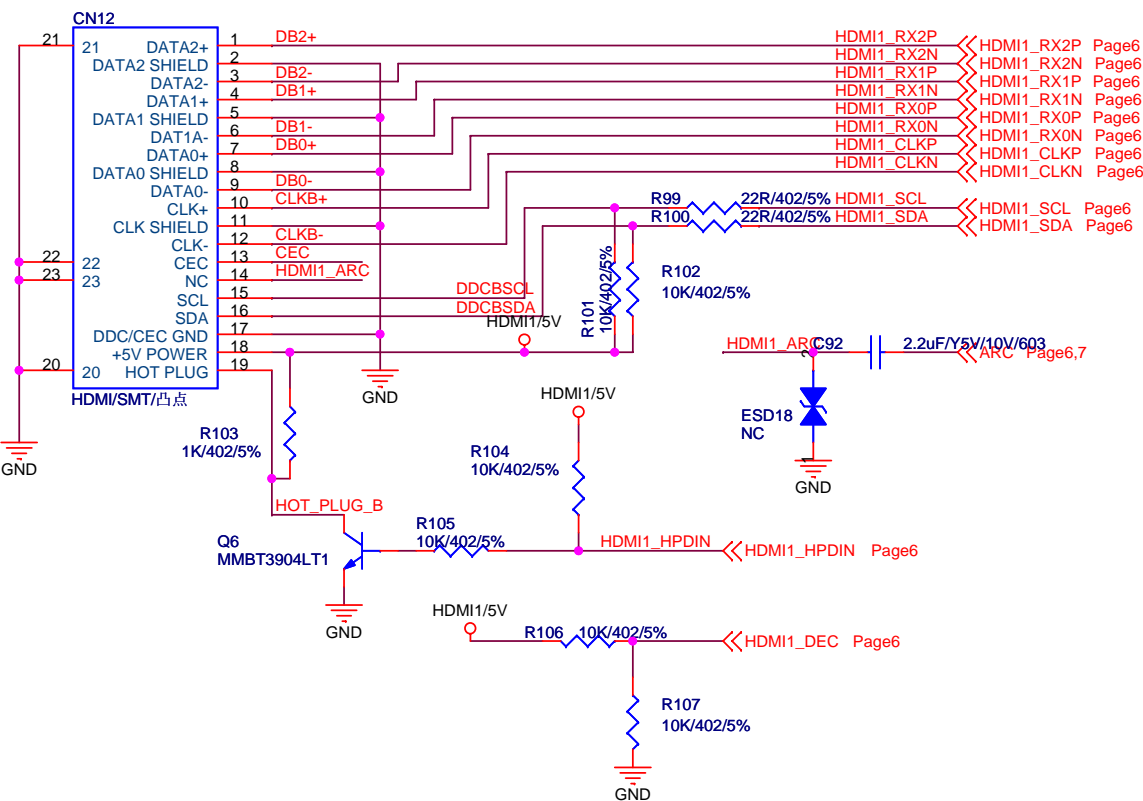 CN12
21 21 DATA2+ 1 DB2+ HDMI1_RX2P HDMI1_RX2P Page6
DATA2 SHIELD 2 HDMI1_RX2N HDMI1_RX2N Page6
DATA2- 3 DB2- HDMI1_RX1P HDMI1_RX1P Page6
DATA1+ 4 DB1+ HDMI1_RX1N HDMI1_RX1N Page6
DATA1 SHIELD 5 HDMI1_RX0P HDMI1_RX0P Page6
DAT1A- 6 DB1- HDMI1_RX0N HDMI1_RX0N Page6
DATA0+ 7 DB0+ HDMI1_CLKP HDMI1_CLKP Page6
DATA0 SHIELD 8 HDMI1_CLKN HDMI1_CLKN Page6
DATA0- 9 DB0-
CLK+ 10 CLKB+ R99 22R/402/5% HDMI1_SCL HDMI1_SCL Page6
CLK SHIELD 11 R100 22R/402/5% HDMI1_SDA HDMI1_SDA Page6
CLK- 12 CLKB-
22 22 CEC 13 CEC
23 23 NC 14 HDMI1_ARC
SCL 15 DDCBSCL
SDA 16 DDCBSDA
DDC/CEC GND 17
+5V POWER 18
20 20 HOT PLUG 19
HDMI/SMT/凸点
GND
GND
R101
10K/402/5%
R102
10K/402/5%
HDMI1/5V
HDMI1_ARC C92 2.2uF/Y5V/10V/603 ARC Page6,7
2
ESD18
NC
1
GND
R103
1K/402/5%
HDMI1/5V
R104
10K/402/5%
HOT_PLUG_B
Q6
MMBT3904LT1
R105
10K/402/5%
HDMI1_HPDIN HDMI1_HPDIN Page6
GND
HDMI1/5V
R106 10K/402/5% HDMI1_DEC Page6
R107
10K/402/5%
GND